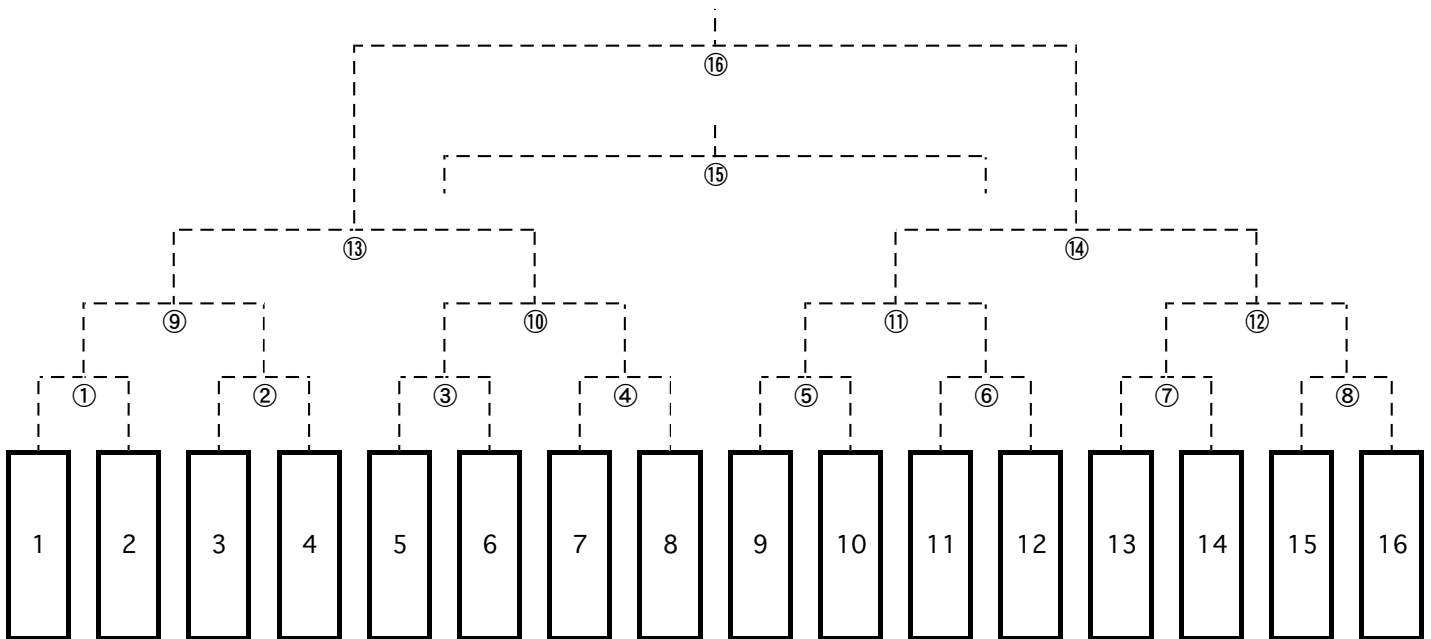 ⑯
⑮
⑬ ⑭
⑨ ⑩ ⑪ ⑫
① ② ③ ④ ⑤ ⑥ ⑦ ⑧
1 2 3 4 5 6 7 8 9 10 11 12 13 14 15 16